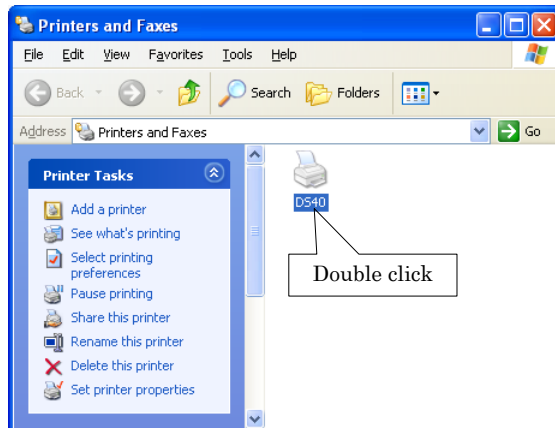 Printers and Faxes
File Edit View Favorites Tools Help
Back Search Folders
Address Printers and Faxes Go
Printer Tasks
Add a printer
See what's printing
Select printing
preferences
Pause printing
Share this printer
Rename this printer
Delete this printer
Set printer properties
DS40
Double click